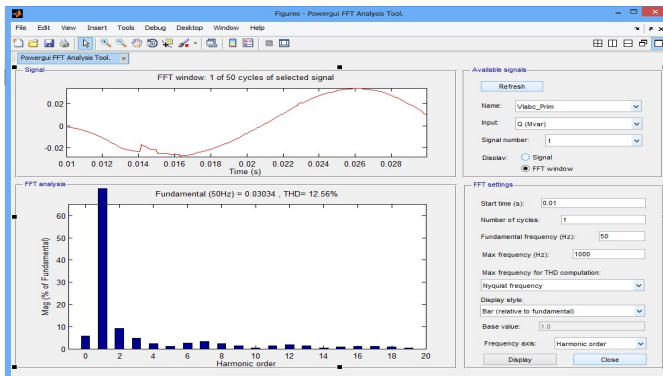 Figures - Powergui FFT Analysis Tool.
File Edit View Insert Tools Debug Desktop Window Help
Powergui FFT Analysis Tool.
Signal
FFT window: 1 of 50 cycles of selected signal
0.02
0
-0.02
0.01 0.012 0.014 0.016 0.018 0.02 0.022 0.024 0.026 0.028
Time (s)
FFT analysis
Fundamental (50Hz) = 0.03034 , THD= 12.56%
Mag (% of Fundamental)
60
50
40
30
20
10
0
0 2 4 6 8 10 12 14 16 18 20
Harmonic order
Available signals
Refresh
Name: VIabc_Prim
Input: Q (Mvar)
Signal number: 1
Display: Signal
FFT window
FFT settings
Start time (s): 0.01
Number of cycles: 1
Fundamental frequency (Hz): 50
Max frequency (Hz): 1000
Max frequency for THD computation:
Nyquist frequency
Display style:
Bar (relative to fundamental)
Base value: 1.0
Frequency axis: Harmonic order
Display Close